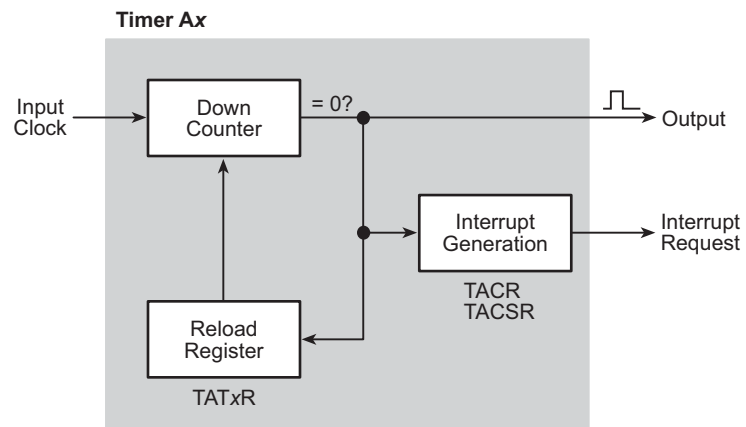 Timer Ax
Input
Clock
Down
Counter
= 0?
Output
Interrupt
Generation
Interrupt
Request
TACR
TACSR
Reload
Register
TATxR